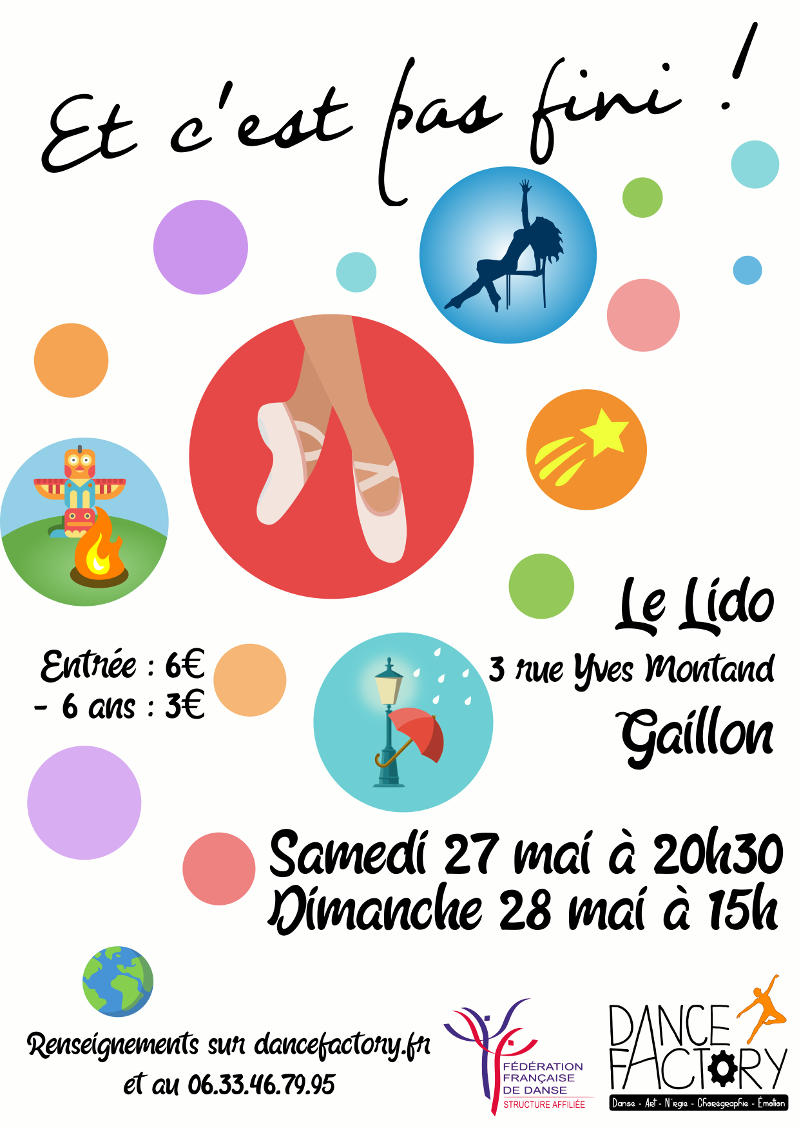 Et c'est pas fini !
Le Lido
Entrée : 6€
3 rue Yves Montand
- 6 ans : 3€
Gaillon
Samedi 27 mai à 20h30
Dimanche 28 mai à 15h
Renseignements sur dancefactory.fr
et au 06.33.46.79.95
FÉDÉRATION
FRANÇAISE
DE DANSE
STRUCTURE AFFILIÉE
DANCE
FACTORY
Danse - Art - N'rgie - Chorégraphie - Émotion